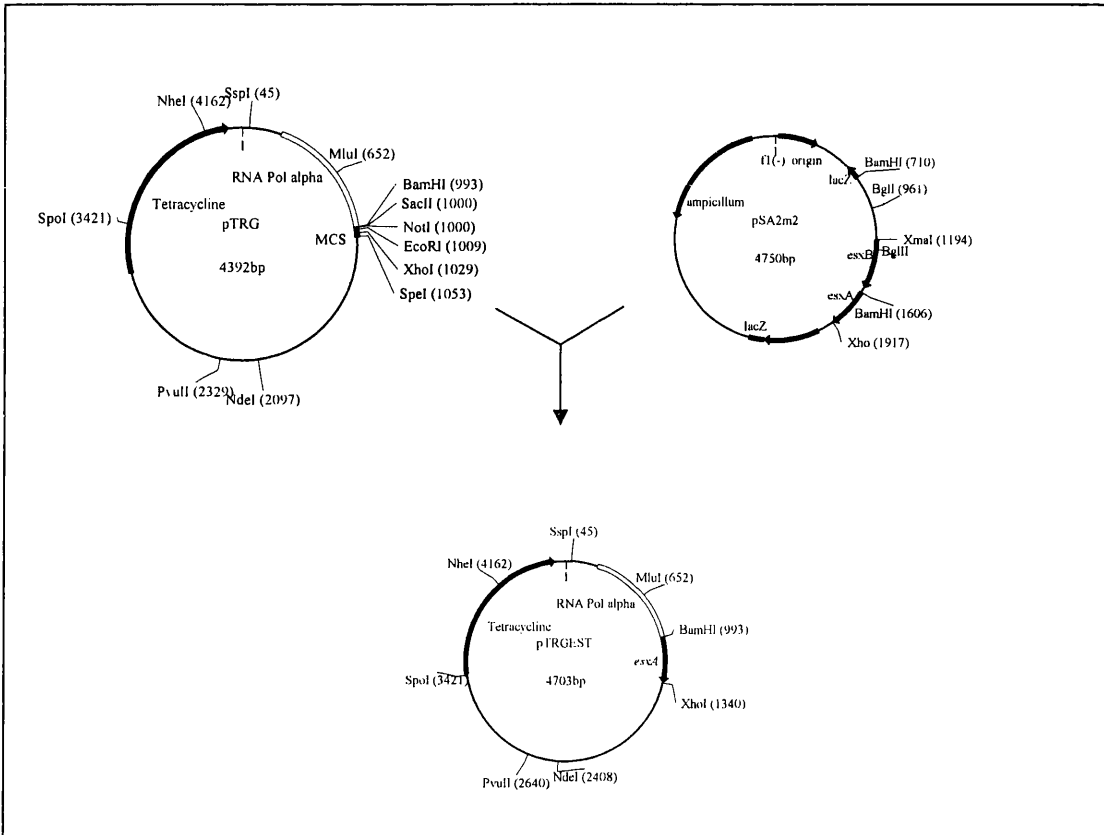 NheI (4162)
SspI (45)
MluI (652)
RNA Pol alpha
BamHI (993)
SacII (1000)
NotI (1000)
EcoRI (1009)
XhoI (1029)
SpeI (1053)
MCS
Tetracycline
pTRG
4392bp
SpoI (3421)
PvuII (2329)
NdeI (2097)
f1(-) origin
lacZ
BamHI (710)
BglI (961)
ampicillum
pSA2m2
4750bp
XmaI (1194)
esxB
BglII
esxA
BamHI (1606)
lacZ
Xho (1917)
SspI (45)
NheI (4162)
MluI (652)
RNA Pol alpha
Tetracycline
pTRGEST
4703bp
BamHI (993)
esxA
SpoI (3421)
XhoI (1340)
PvuII (2640)
NdeI (2408)